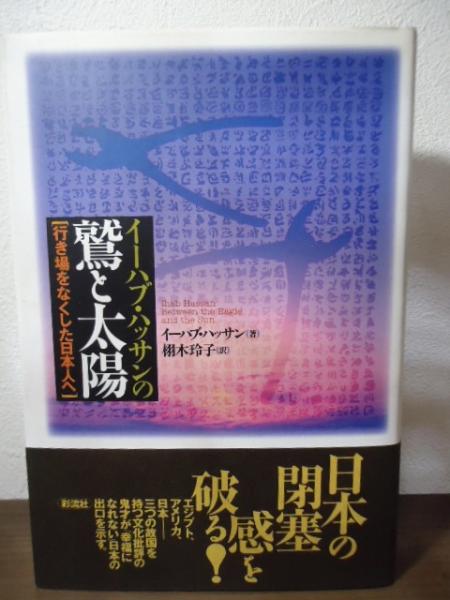 イーハブ・ハッサンの
鷲と太陽
[行き場をなくした日本人へ]
Ihab Hassan
Between the Eagle
and the Sun
イーハブ・ハッサン(著)
栩木玲子(訳)
日本の
閉塞
感を
破る!
エジプト、
アメリカ、
日本――
三つの故国を
持つ文化批評の
鬼才が「幸福に
なれない」日本の
出口を示す。
彩流社